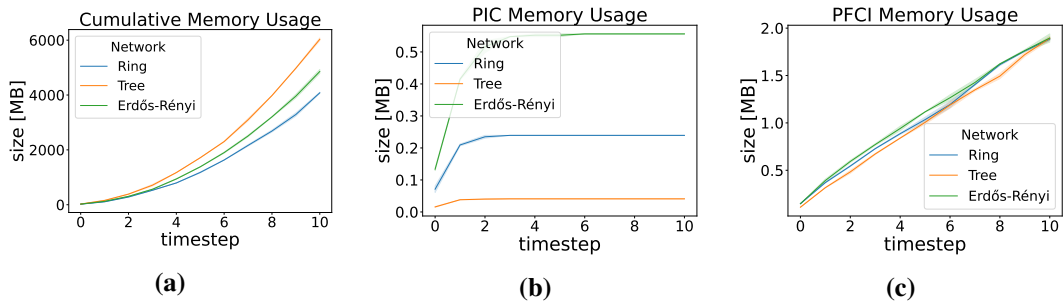 Cumulative Memory Usage
size [MB]
6000
4000
2000
0
Network
Ring
Tree
Erdős-Rényi
0 2 4 6 8 10
timestep
(a)
PIC Memory Usage
size [MB]
0.5
0.4
0.3
0.2
0.1
0.0
Network
Ring
Tree
Erdős-Rényi
0 2 4 6 8 10
timestep
(b)
PFCI Memory Usage
size [MB]
2.0
1.5
1.0
0.5
Network
Ring
Tree
Erdős-Rényi
0 2 4 6 8 10
timestep
(c)